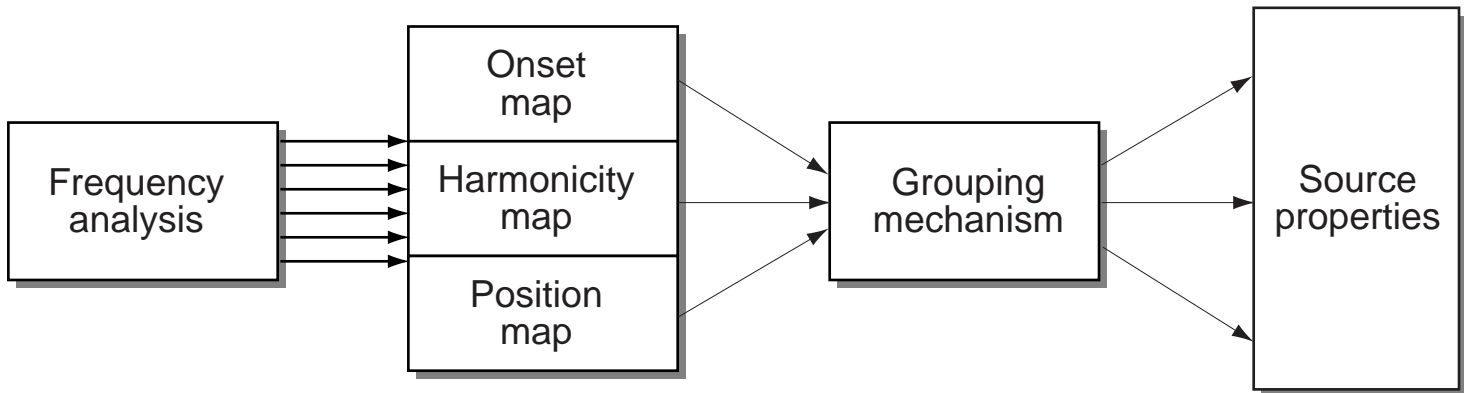 Frequency
analysis
Onset
map
Harmonicity
map
Position
map
Grouping
mechanism
Source
properties